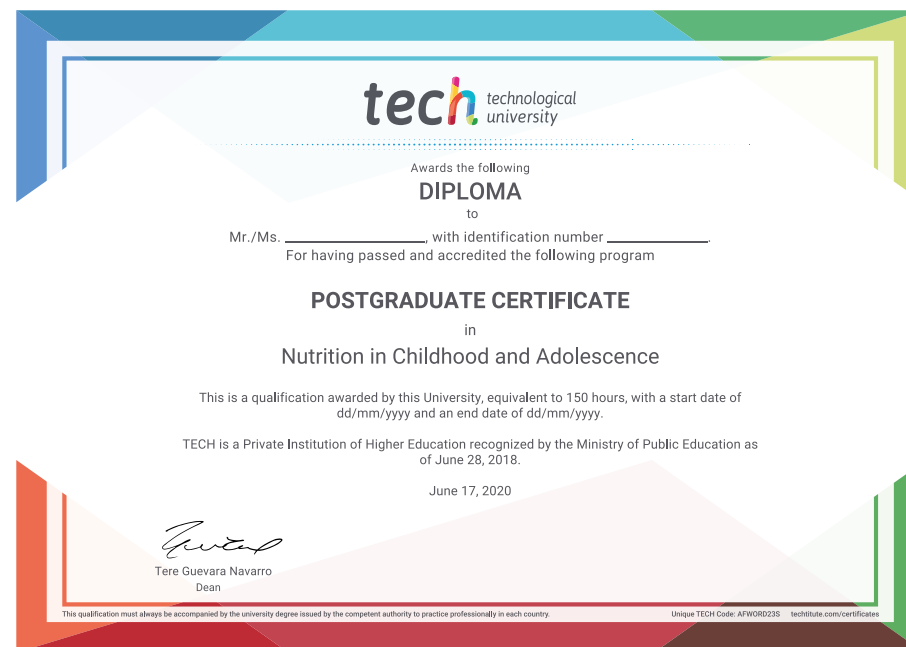 tech technological
university
Awards the following
DIPLOMA
to
Mr./Ms. ____________________, with identification number ______________.
For having passed and accredited the following program
POSTGRADUATE CERTIFICATE
in
Nutrition in Childhood and Adolescence
This is a qualification awarded by this University, equivalent to 150 hours, with a start date of
dd/mm/yyyy and an end date of dd/mm/yyyy.
TECH is a Private Institution of Higher Education recognized by the Ministry of Public Education as
of June 28, 2018.
June 17, 2020
Tere Guevara Navarro
Dean
This qualification must always be accompanied by the university degree issued by the competent authority to practice professionally in each country. Unique TECH Code: AFWORD23S techtitute.com/certificates